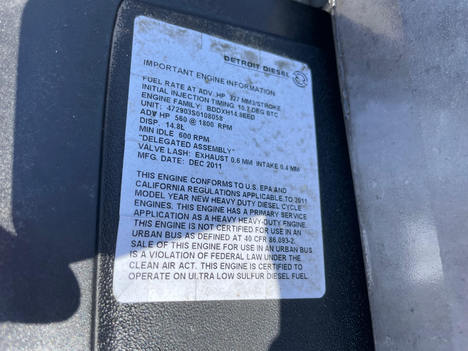 DETROIT DIESEL
IMPORTANT ENGINE INFORMATION
FUEL RATE AT ADV. HP 327 MM3/STROKE
INITIAL INJECTION TIMING 10.7 DEG BTC
ENGINE FAMILY: BDDXH14.8EED
UNIT: 472903S0108058
ADV HP 560 @ 1800 RPM
DISP. 14.8L
MIN IDLE 600 RPM
"DELEGATED ASSEMBLY"
VALVE LASH: EXHAUST 0.6 MM INTAKE 0.4 MM
MFG. DATE: DEC 2011
THIS ENGINE CONFORMS TO U.S. EPA AND
CALIFORNIA REGULATIONS APPLICABLE TO 2011
MODEL YEAR NEW HEAVY DUTY DIESEL CYCLE
ENGINES. THIS ENGINE HAS A PRIMARY SERVICE
APPLICATION AS A HEAVY HEAVY-DUTY ENGINE.
THIS ENGINE IS NOT CERTIFIED FOR USE IN AN
URBAN BUS AS DEFINED AT 40 CFR 86.093-2.
SALE OF THIS ENGINE FOR USE IN AN URBAN BUS
IS A VIOLATION OF FEDERAL LAW UNDER THE
CLEAN AIR ACT. THIS ENGINE IS CERTIFIED TO
OPERATE ON ULTRA LOW SULFUR DIESEL FUEL.